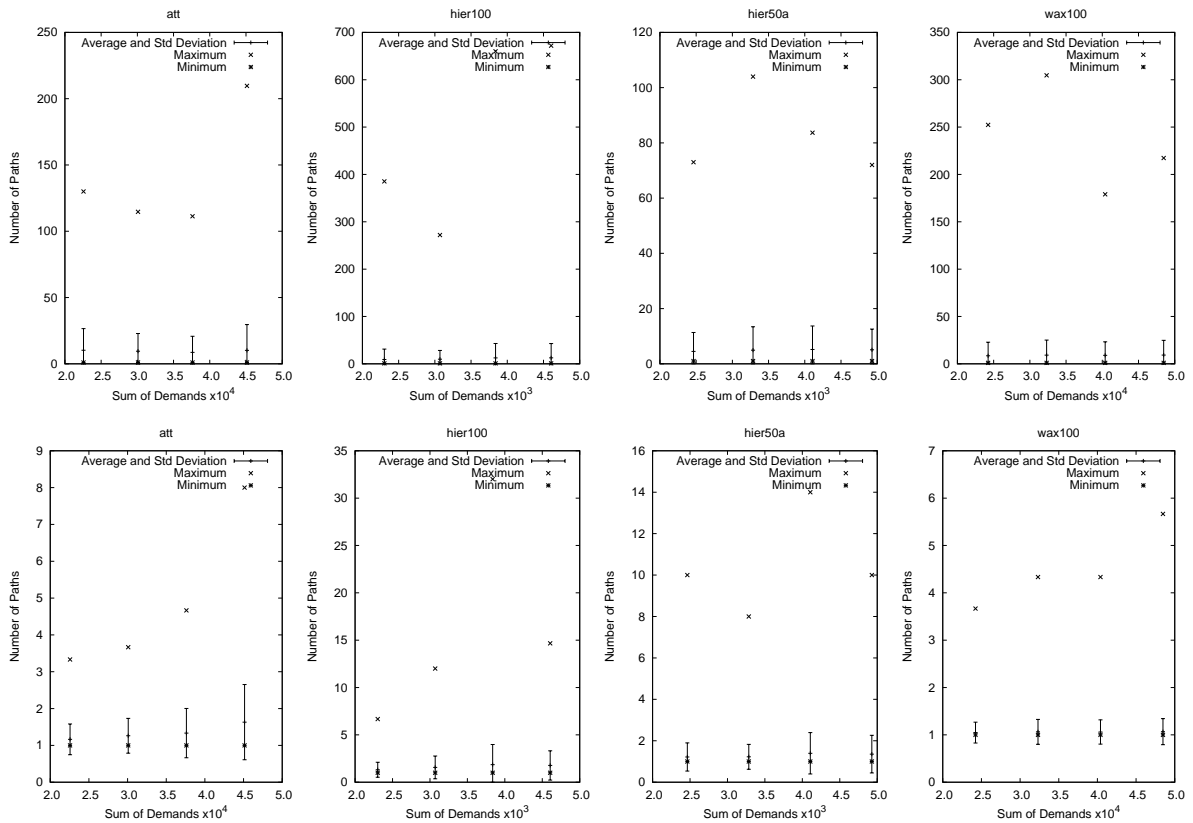 att
Average and Std Deviation
Maximum
Minimum
Number of Paths
250
200
150
100
50
0
2.0 2.5 3.0 3.5 4.0 4.5 5.0
Sum of Demands x10^4
hier100
Average and Std Deviation
Maximum
Minimum
Number of Paths
700
600
500
400
300
200
100
0
2.0 2.5 3.0 3.5 4.0 4.5 5.0
Sum of Demands x10^3
hier50a
Average and Std Deviation
Maximum
Minimum
Number of Paths
120
100
80
60
40
20
0
2.0 2.5 3.0 3.5 4.0 4.5 5.0
Sum of Demands x10^3
wax100
Average and Std Deviation
Maximum
Minimum
Number of Paths
350
300
250
200
150
100
50
0
2.0 2.5 3.0 3.5 4.0 4.5 5.0
Sum of Demands x10^4
att
Average and Std Deviation
Maximum
Minimum
Number of Paths
9
8
7
6
5
4
3
2
1
0
2.0 2.5 3.0 3.5 4.0 4.5 5.0
Sum of Demands x10^4
hier100
Average and Std Deviation
Maximum
Minimum
Number of Paths
35
30
25
20
15
10
5
0
2.0 2.5 3.0 3.5 4.0 4.5 5.0
Sum of Demands x10^3
hier50a
Average and Std Deviation
Maximum
Minimum
Number of Paths
16
14
12
10
8
6
4
2
0
2.0 2.5 3.0 3.5 4.0 4.5 5.0
Sum of Demands x10^3
wax100
Average and Std Deviation
Maximum
Minimum
Number of Paths
7
6
5
4
3
2
1
0
2.0 2.5 3.0 3.5 4.0 4.5 5.0
Sum of Demands x10^4